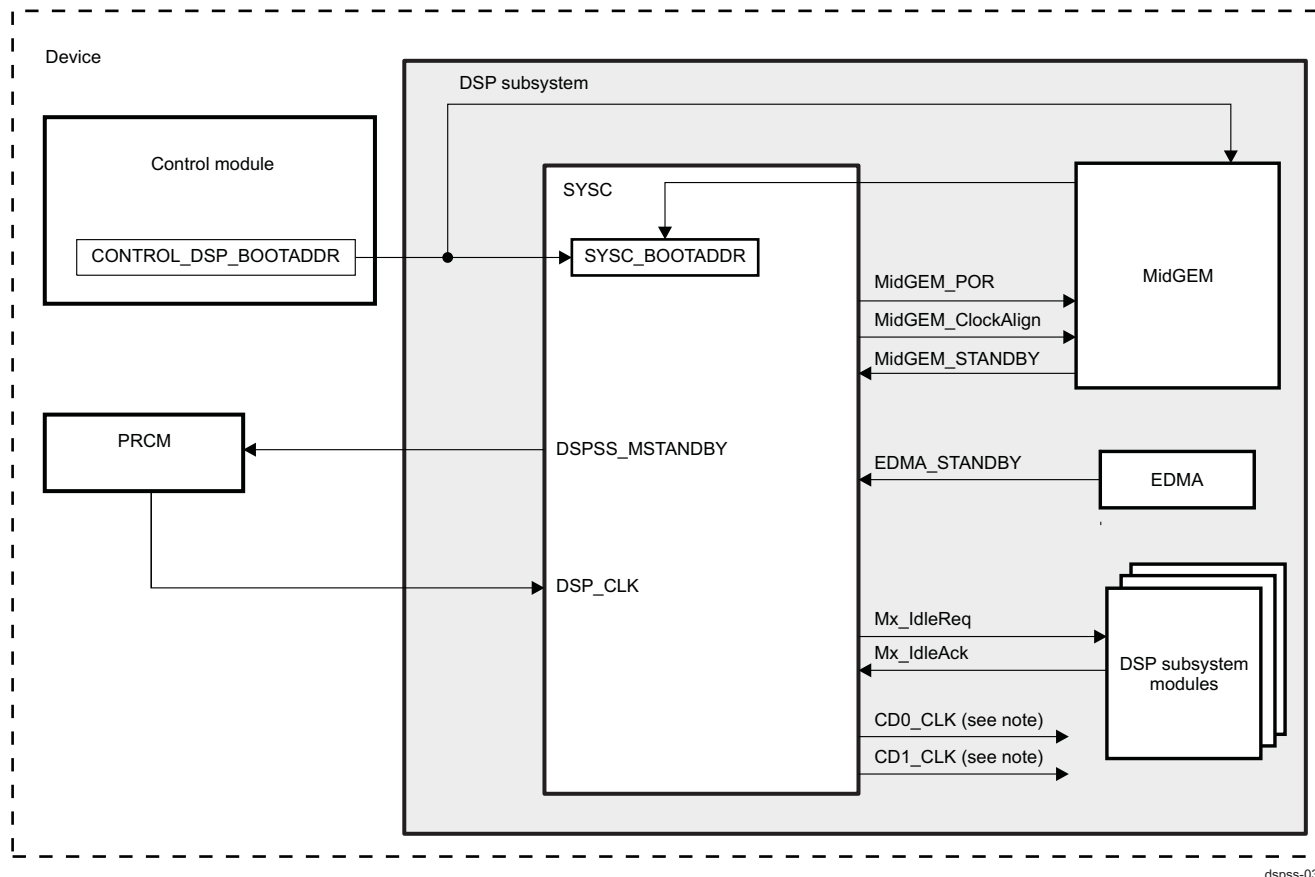 Device
DSP subsystem
Control module
SYSC
CONTROL_DSP_BOOTADDR
SYSC_BOOTADDR
MidGEM
MidGEM_POR
MidGEM_ClockAlign
MidGEM_STANDBY
PRCM
DSPSS_MSTANDBY
EDMA_STANDBY
EDMA
DSP_CLK
Mx_IdleReq
Mx_IdleAck
DSP subsystem
modules
CD0_CLK (see note)
CD1_CLK (see note)